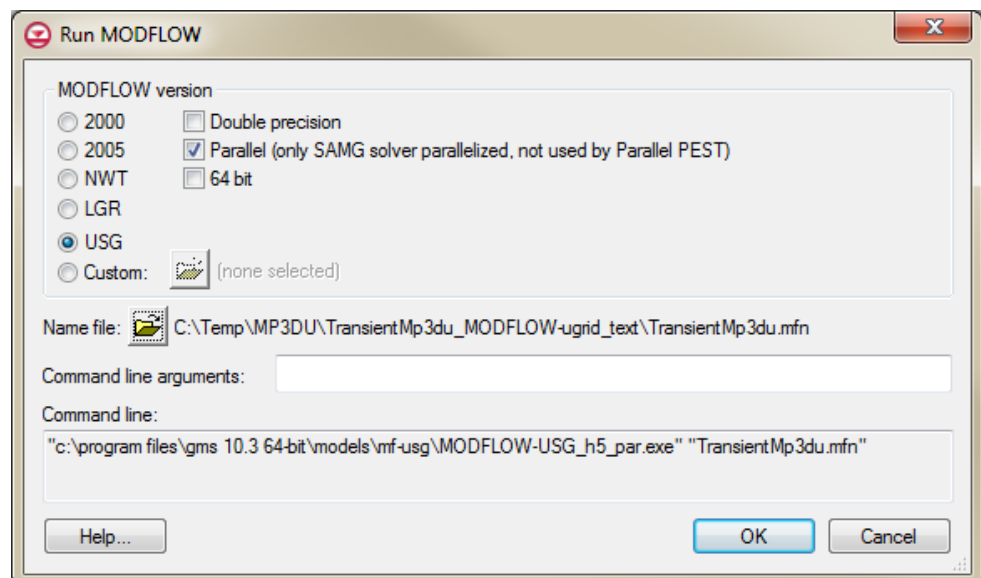 Run MODFLOW
MODFLOW version
2000 Double precision
2005 Parallel (only SAMG solver parallelized, not used by Parallel PEST)
NWT 64 bit
LGR
USG
Custom: (none selected)
Name file: C:\Temp\MP3DU\TransientMp3du_MODFLOW-ugrid_text\TransientMp3du.mfn
Command line arguments:
Command line:
"c:\program files\gms 10.3 64-bit\models\mf-usg\MODFLOW-USG_h5_par.exe" "TransientMp3du.mfn"
Help... OK Cancel